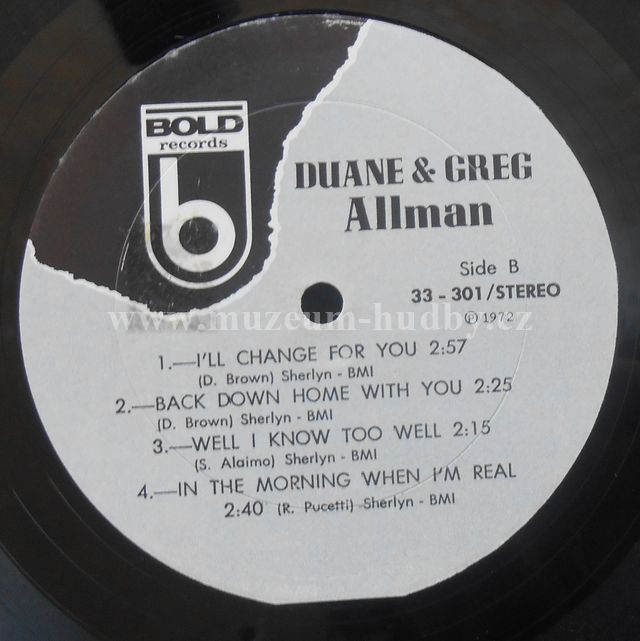 BOLD
records
b
DUANE & GREG
Allman
Side B
33 - 301/STEREO
℗ 1972
www.muzeum-hudby.cz
1.—I'LL CHANGE FOR YOU 2:57
(D. Brown) Sherlyn - BMI
2.—BACK DOWN HOME WITH YOU 2:25
(D. Brown) Sherlyn - BMI
3.—WELL I KNOW TOO WELL 2:15
(S. Alaimo) Sherlyn - BMI
4.—IN THE MORNING WHEN I'M REAL
2:40 (R. Pucetti) Sherlyn - BMI